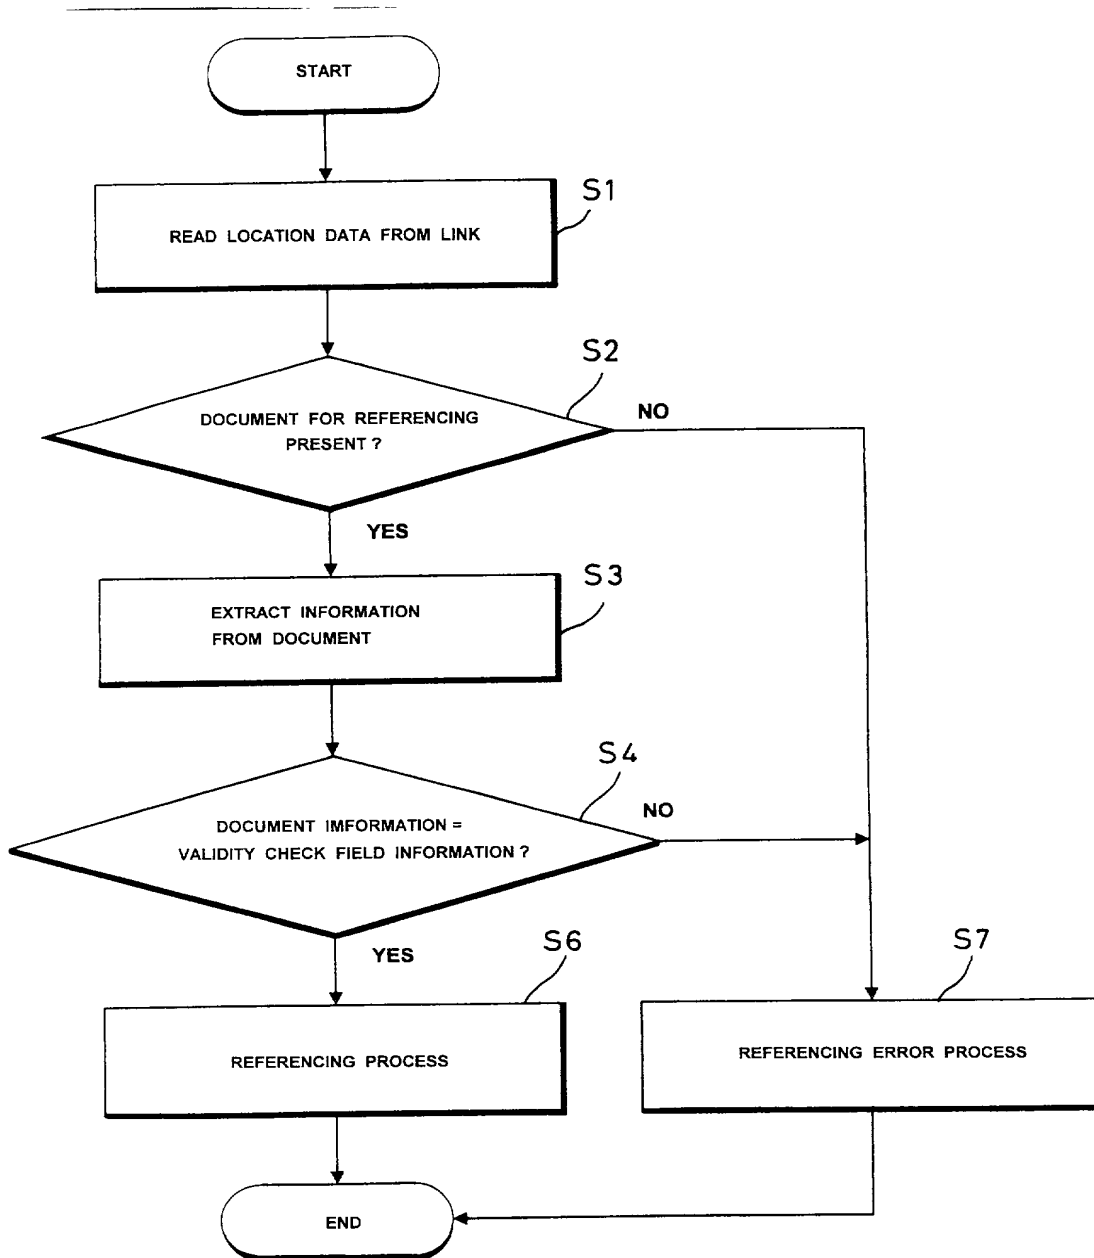 START
S1
READ LOCATION DATA FROM LINK
S2
DOCUMENT FOR REFERENCING
PRESENT ?
NO
YES
S3
EXTRACT INFORMATION
FROM DOCUMENT
S4
DOCUMENT IMFORMATION =
VALIDITY CHECK FIELD INFORMATION ?
NO
YES
S6
REFERENCING PROCESS
S7
REFERENCING ERROR PROCESS
END